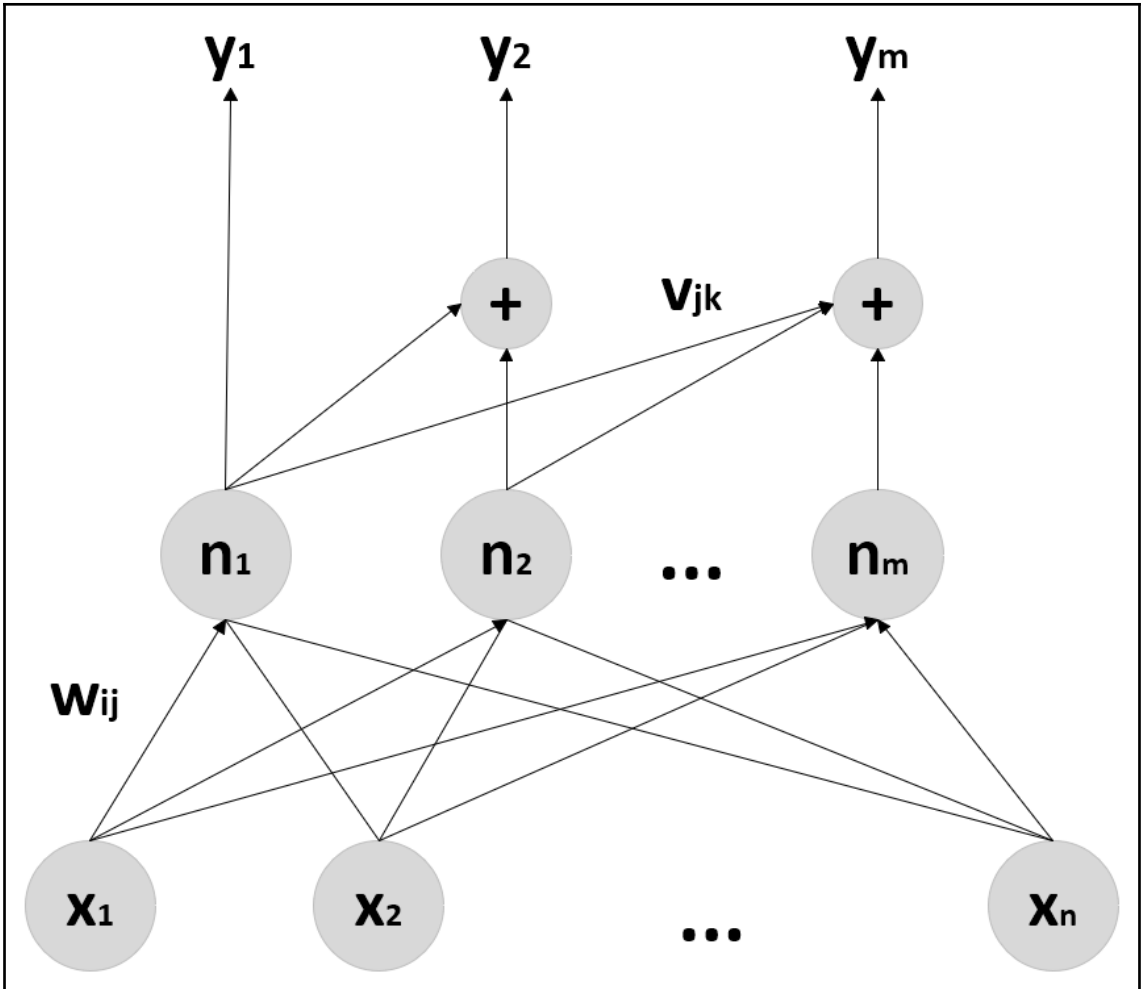 y1 y2 ym
+ vjk +
n1 n2 ... nm
wij
x1 x2 ... xn